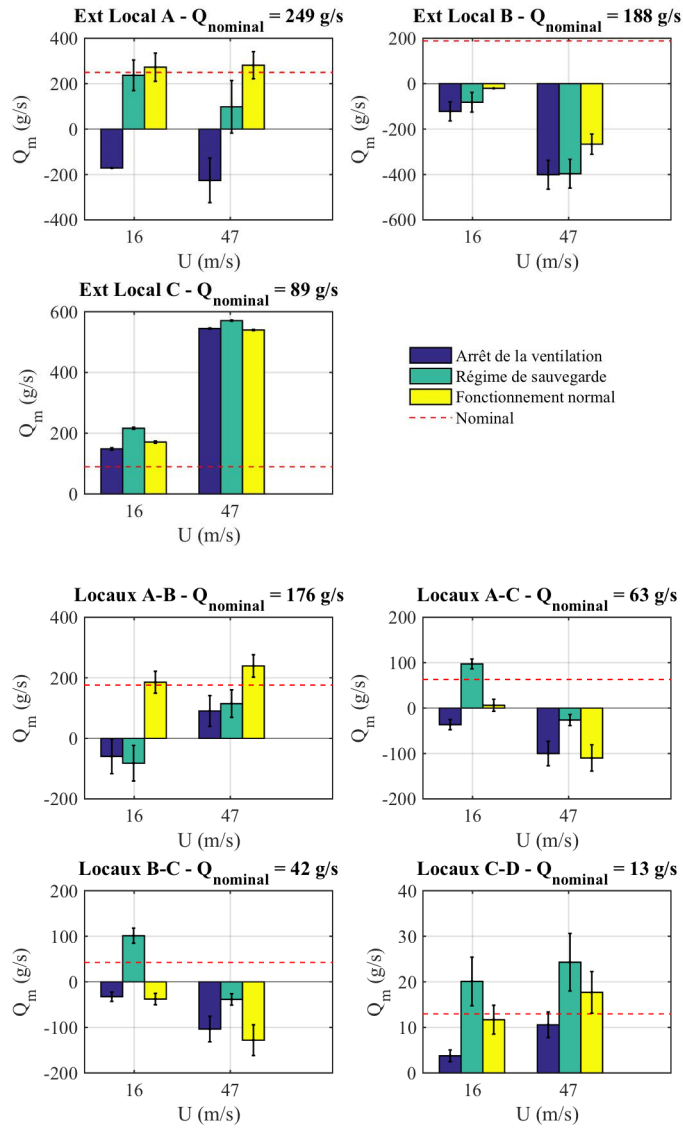 Ext Local A - Q_nominal = 249 g/s
400
200
0
-200
-400
Q_m (g/s)
16 47
U (m/s)
Ext Local B - Q_nominal = 188 g/s
200
0
-200
-400
-600
Q_m (g/s)
16 47
U (m/s)
Ext Local C - Q_nominal = 89 g/s
600
400
200
0
Q_m (g/s)
16 47
U (m/s)
Arrêt de la ventilation
Régime de sauvegarde
Fonctionnement normal
Nominal
Locaux A-B - Q_nominal = 176 g/s
400
200
0
-200
Q_m (g/s)
16 47
U (m/s)
Locaux A-C - Q_nominal = 63 g/s
200
100
0
-100
-200
Q_m (g/s)
16 47
U (m/s)
Locaux B-C - Q_nominal = 42 g/s
200
100
0
-100
-200
Q_m (g/s)
16 47
U (m/s)
Locaux C-D - Q_nominal = 13 g/s
40
30
20
10
0
Q_m (g/s)
16 47
U (m/s)